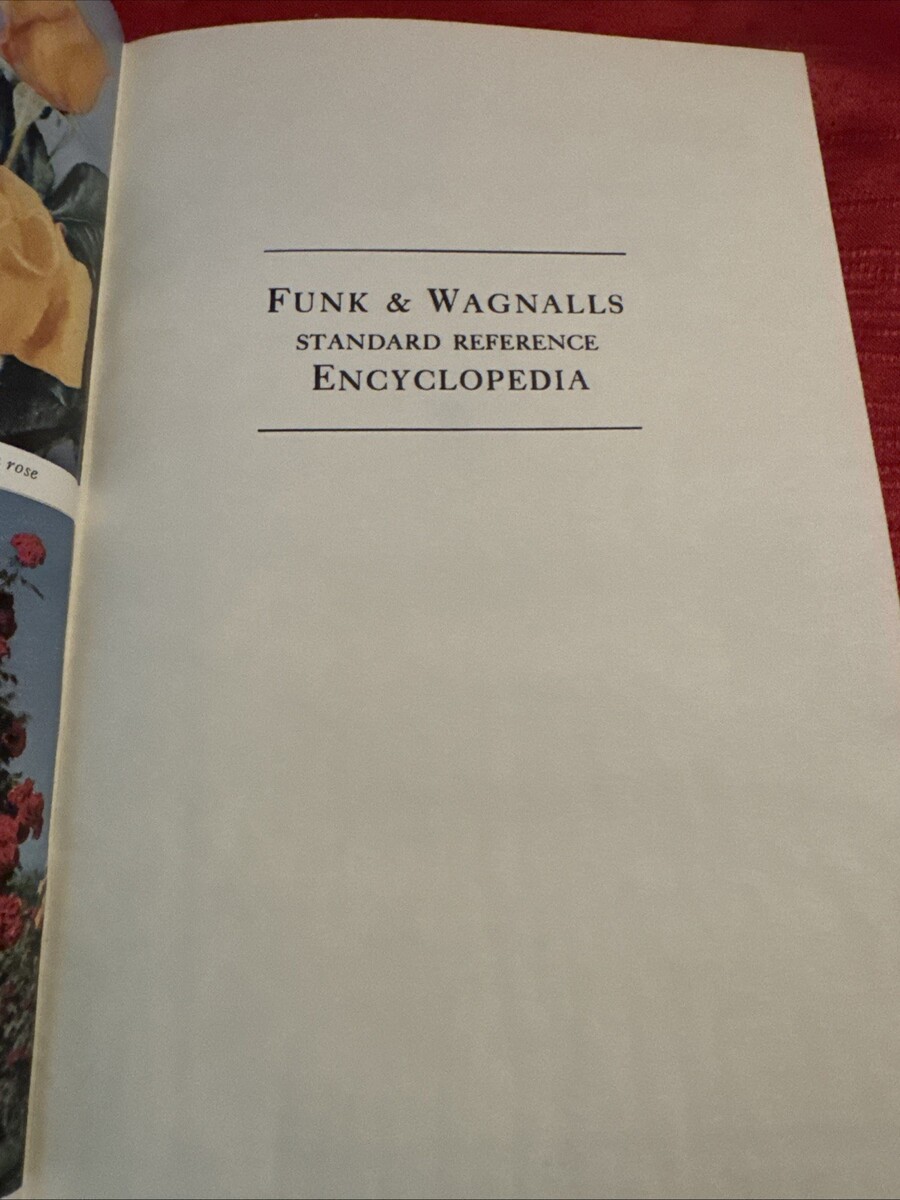 FUNK & WAGNALLS
STANDARD REFERENCE
ENCYCLOPEDIA
rose